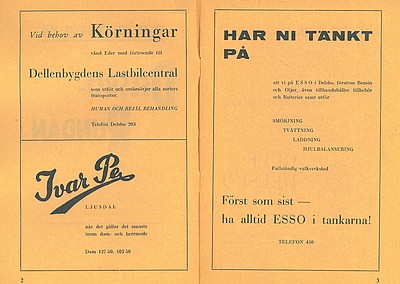 Vid behov av Körningar
vänd Eder med förtroende till
Dellenbygdens Lastbilcentral
som utför och ombesörjer alla sorters
transporter.
HUMAN OCH REJÄL BEHANDLING
Telefon Delsbo 203
Ivar Pe
LJUSDAL
när det gäller det senaste
inom dam- och herrmode
Dam 127 50, 102 50
2
HAR NI TÄNKT
PÅ
att vi på ESSO i Delsbo, förutom Bensin
och Oljor, även tillhandahåller tillbehör
och Batterier samt utför
SMÖRJNING
TVÄTTNING
LADDNING
HJULBALANSERING
Fullständig verkstad
Först som sist —
ha alltid ESSO i tankarna!
TELEFON 450
3